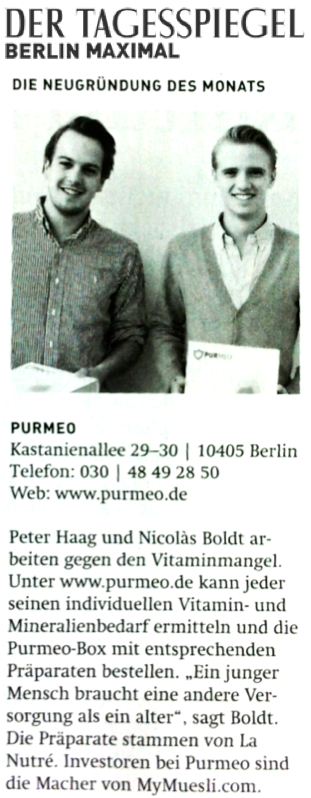 DER TAGESSPIEGEL
BERLIN MAXIMAL
DIE NEUGRÜNDUNG DES MONATS
PURMEO
PURMEO
Kastanienallee 29–30 | 10405 Berlin
Telefon: 030 | 48 49 28 50
Web: www.purmeo.de
Peter Haag und Nicolàs Boldt ar-
beiten gegen den Vitaminmangel.
Unter www.purmeo.de kann jeder
seinen individuellen Vitamin- und
Mineralienbedarf ermitteln und die
Purmeo-Box mit entsprechenden
Präparaten bestellen. „Ein junger
Mensch braucht eine andere Ver-
sorgung als ein alter“, sagt Boldt.
Die Präparate stammen von La
Nutré. Investoren bei Purmeo sind
die Macher von MyMuesli.com.